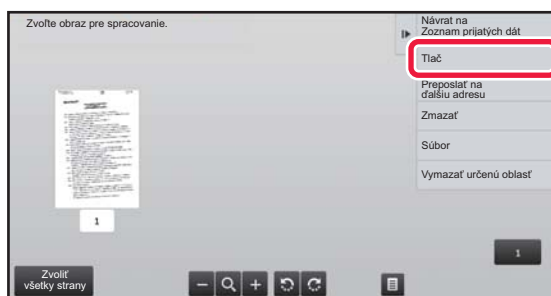 Zvoľte obraz pre spracovanie.
Návrat na
Zoznam prijatých dát
Tlač
Preposlať na
ďalšiu adresu
Zmazať
Súbor
Vymazať určenú oblasť
1
1
Zvoliť
všetky strany